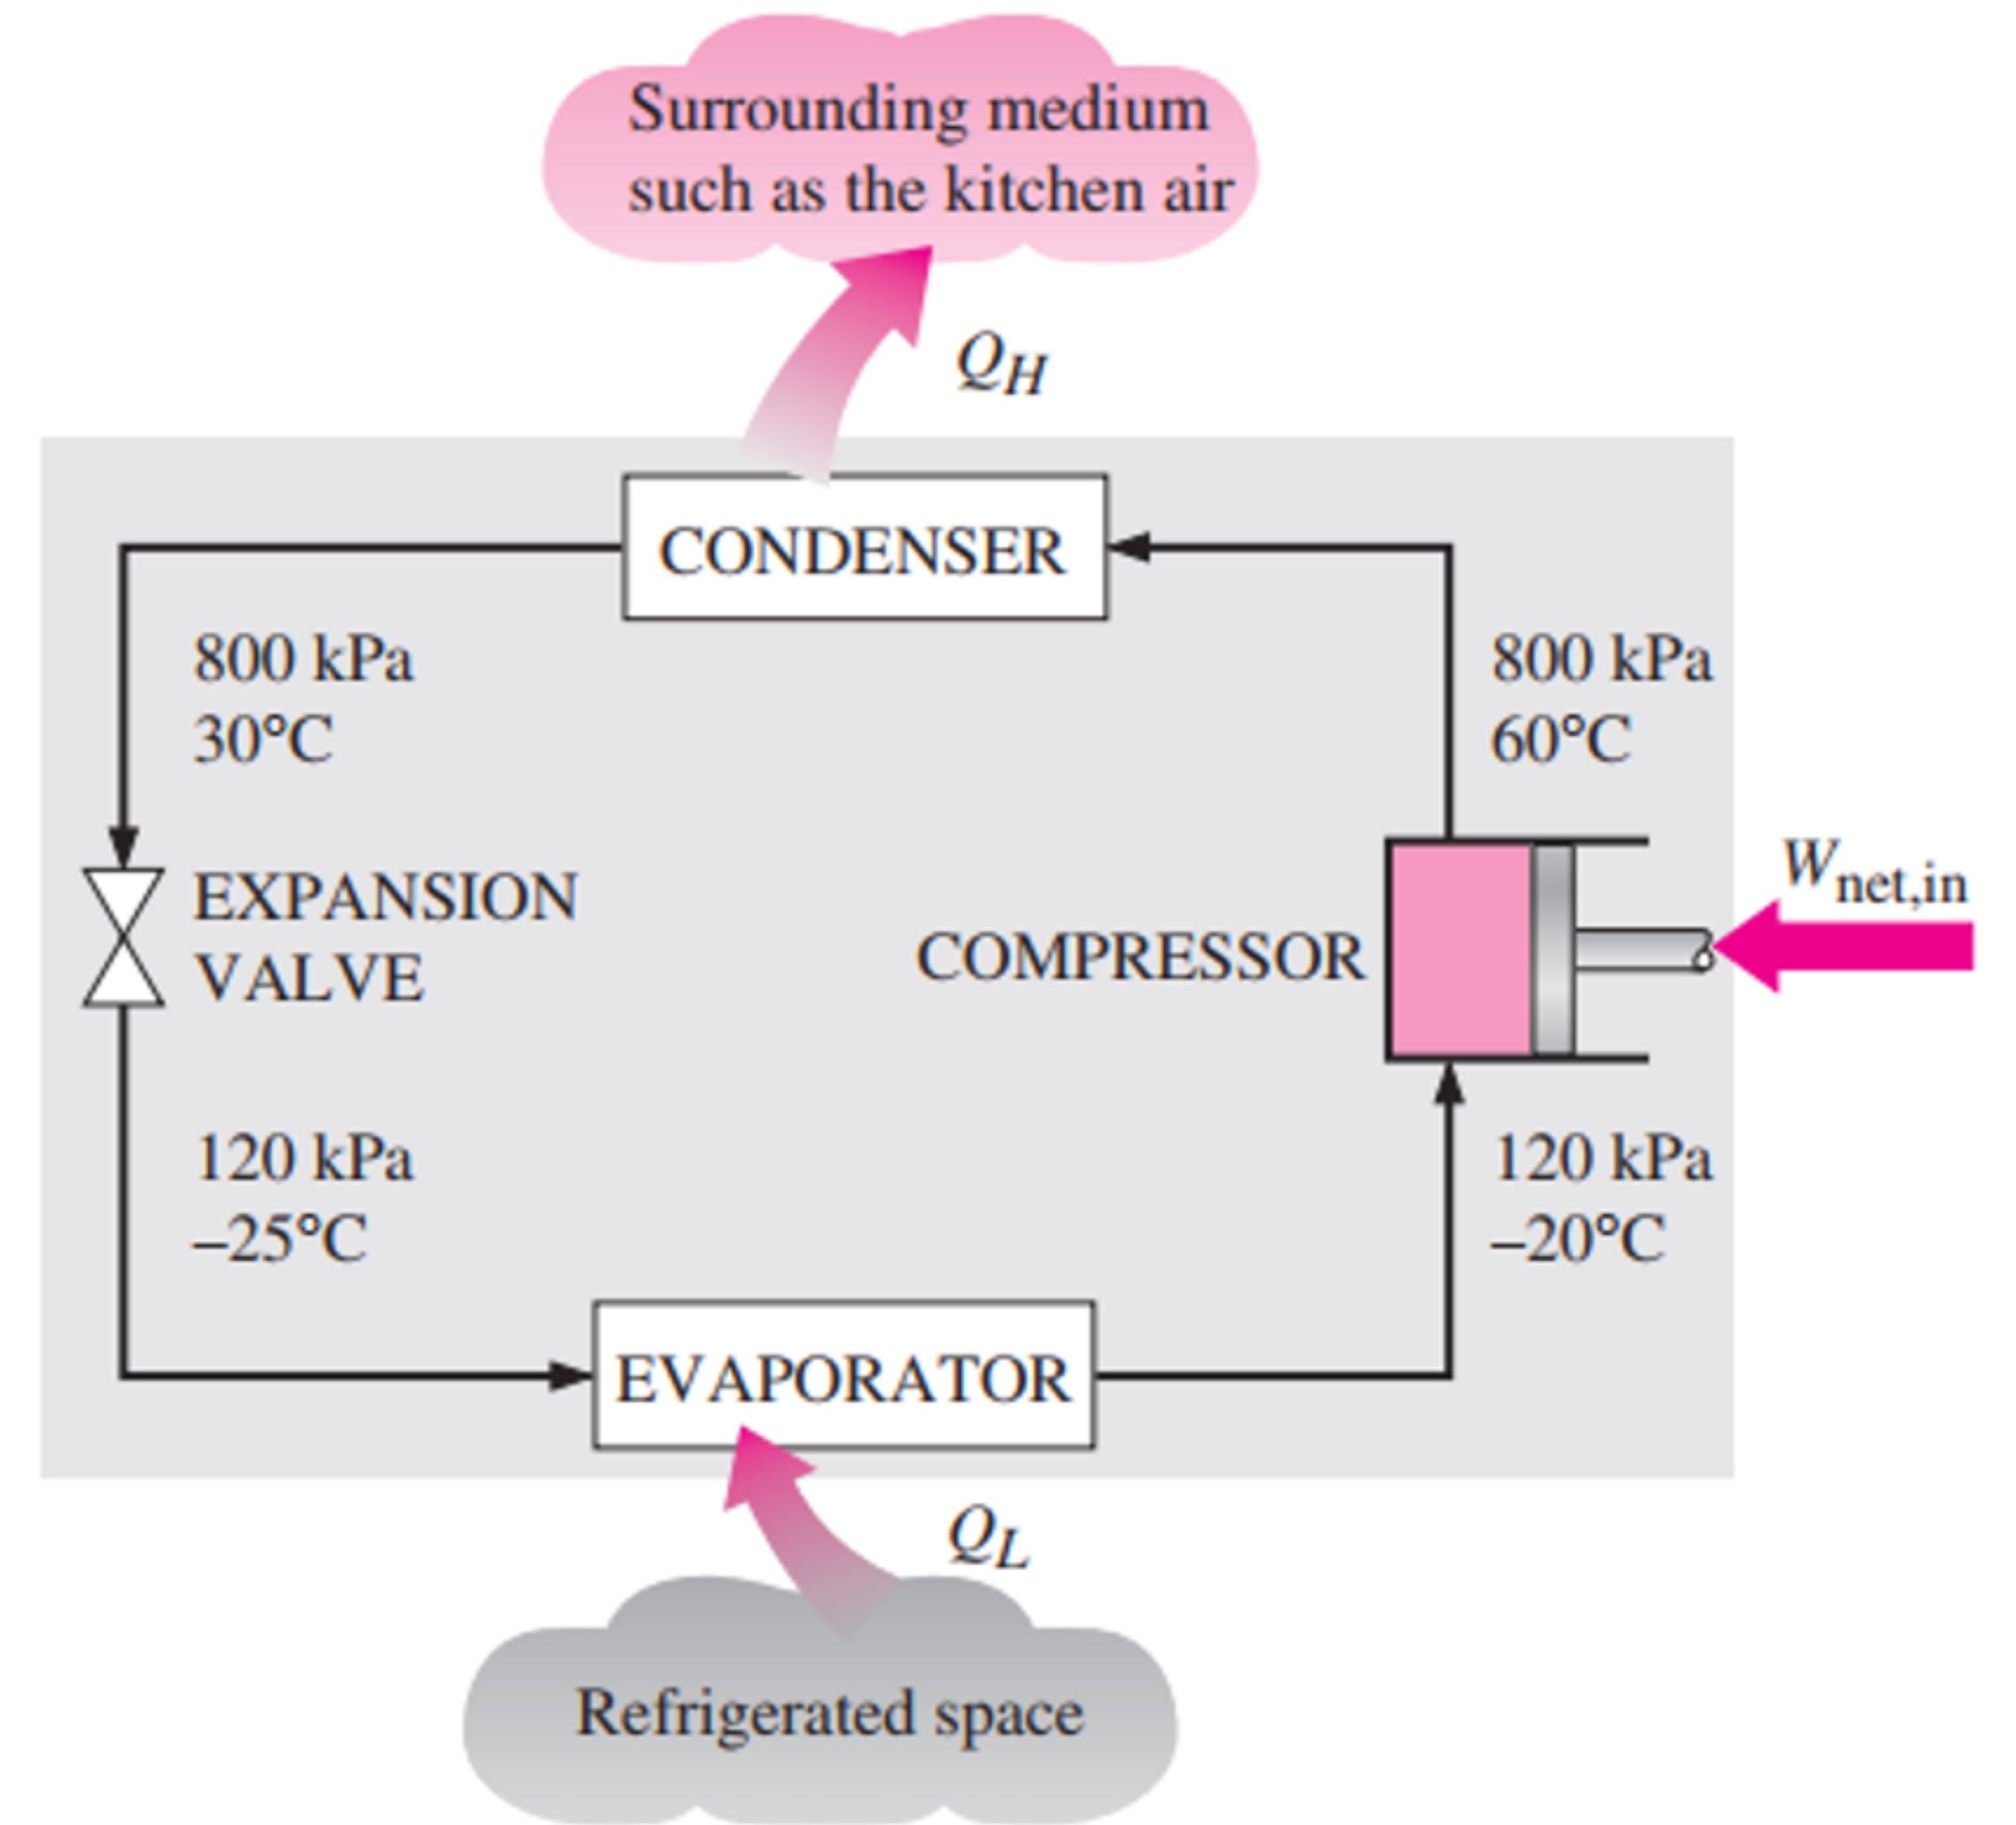 Surrounding medium
such as the kitchen air
Q_H
CONDENSER
800 kPa
30°C
800 kPa
60°C
EXPANSION
VALVE
COMPRESSOR
W_net,in
120 kPa
–25°C
120 kPa
–20°C
EVAPORATOR
Q_L
Refrigerated space